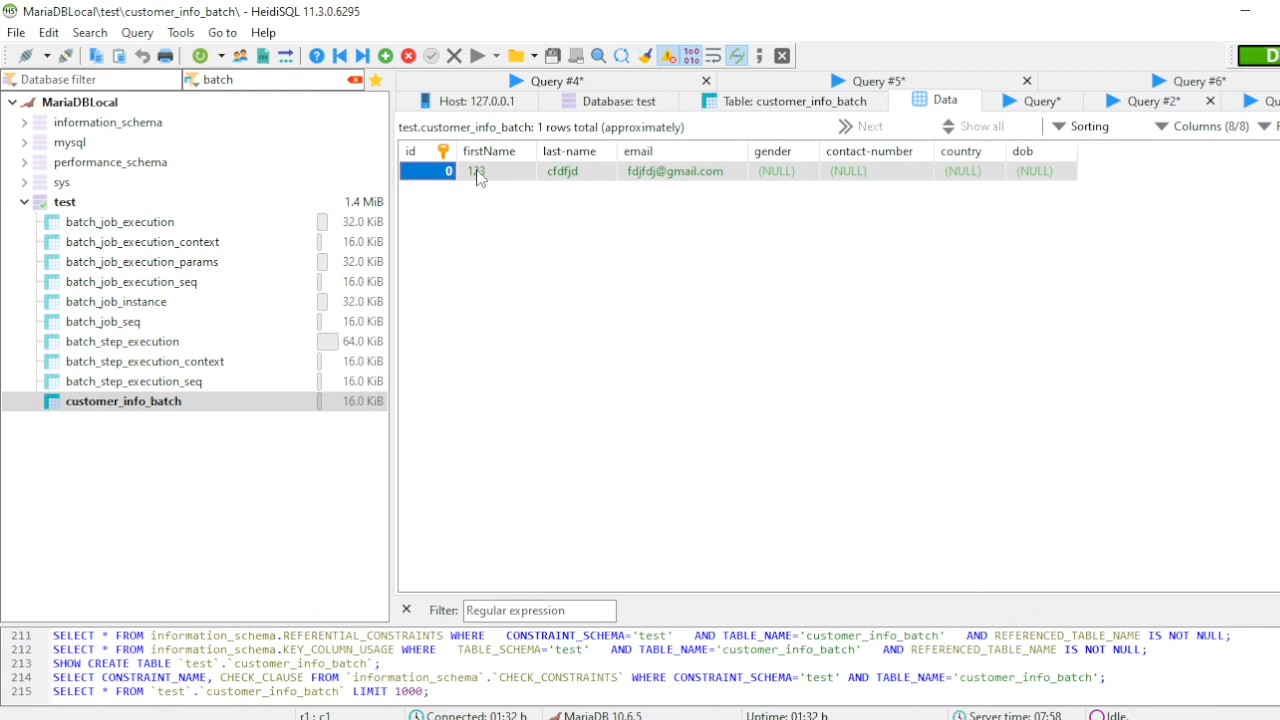 MariaDBLocal\test\customer_info_batch\ - HeidiSQL 11.3.0.6295
File Edit Search Query Tools Go to Help
Database filter batch
Query #4* Query #5* Query #6*
Host: 127.0.0.1 Database: test Table: customer_info_batch Data Query* Query #2* Qu
test.customer_info_batch: 1 rows total (approximately) Next Show all Sorting Columns (8/8)
id firstName last-name email gender contact-number country dob
0 123 cfdfjd fdjfdj@gmail.com (NULL) (NULL) (NULL) (NULL)
MariaDBLocal
information_schema
mysql
performance_schema
sys
test 1.4 MiB
batch_job_execution 32.0 KiB
batch_job_execution_context 16.0 KiB
batch_job_execution_params 32.0 KiB
batch_job_execution_seq 16.0 KiB
batch_job_instance 32.0 KiB
batch_job_seq 16.0 KiB
batch_step_execution 64.0 KiB
batch_step_execution_context 16.0 KiB
batch_step_execution_seq 16.0 KiB
customer_info_batch 16.0 KiB
Filter: Regular expression
211 SELECT * FROM information_schema.REFERENTIAL_CONSTRAINTS WHERE CONSTRAINT_SCHEMA='test' AND TABLE_NAME='customer_info_batch' AND REFERENCED_TABLE_NAME IS NOT NULL;
212 SELECT * FROM information_schema.KEY_COLUMN_USAGE WHERE TABLE_SCHEMA='test' AND TABLE_NAME='customer_info_batch' AND REFERENCED_TABLE_NAME IS NOT NULL;
213 SHOW CREATE TABLE `test`.`customer_info_batch`;
214 SELECT CONSTRAINT_NAME, CHECK_CLAUSE FROM `information_schema`.`CHECK_CONSTRAINTS` WHERE CONSTRAINT_SCHEMA='test' AND TABLE_NAME='customer_info_batch';
215 SELECT * FROM `test`.`customer_info_batch` LIMIT 1000;
r1 : c1 Connected: 01:32 h MariaDB 10.6.5 Uptime: 01:32 h Server time: 07:58 Idle.